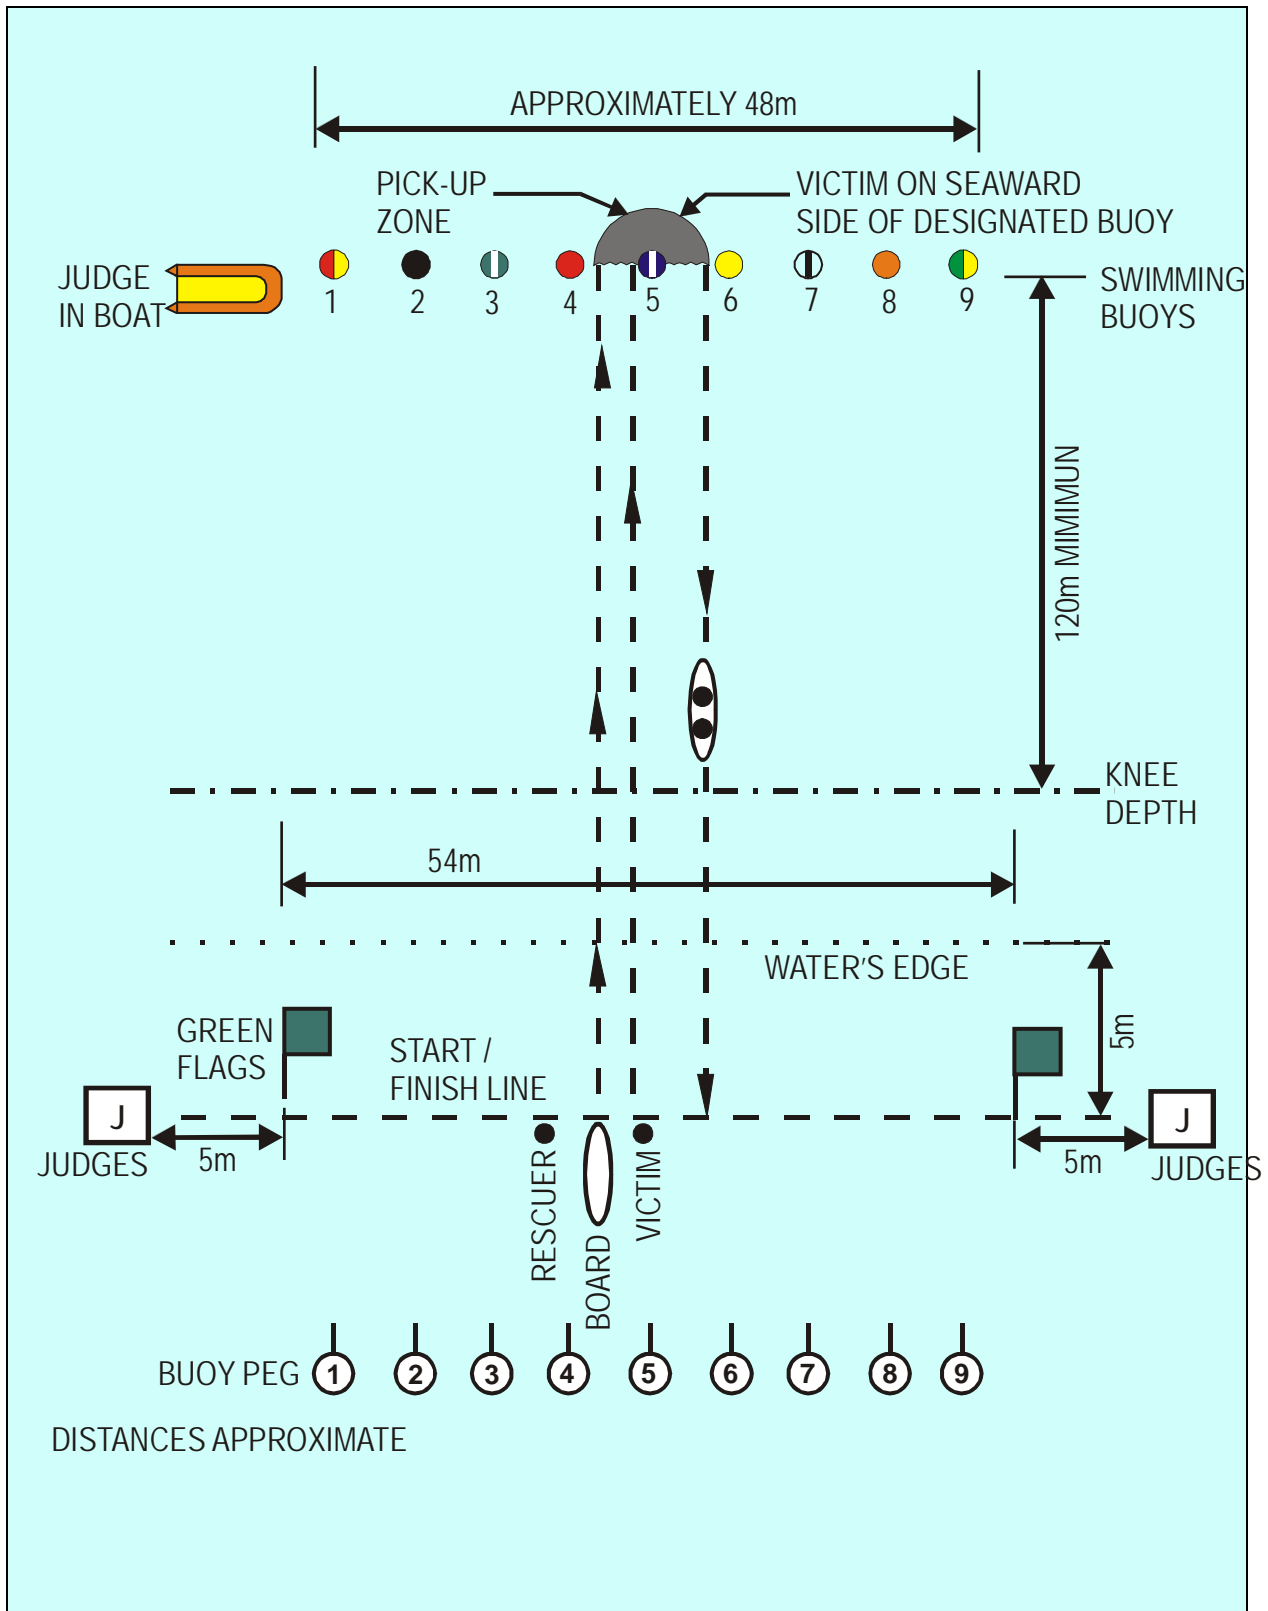 APPROXIMATELY 48m
PICK-UP
ZONE
VICTIM ON SEAWARD
SIDE OF DESIGNATED BUOY
JUDGE
IN BOAT
1
2
3
4
5
6
7
8
9
SWIMMING
BUOYS
120m MIMIMUN
KNEE
DEPTH
54m
WATER'S EDGE
GREEN
FLAGS
START /
FINISH LINE
5m
J
JUDGES
5m
RESCUER
BOARD
VICTIM
5m
J
JUDGES
BUOY PEG 1 2 3 4 5 6 7 8 9
DISTANCES APPROXIMATE